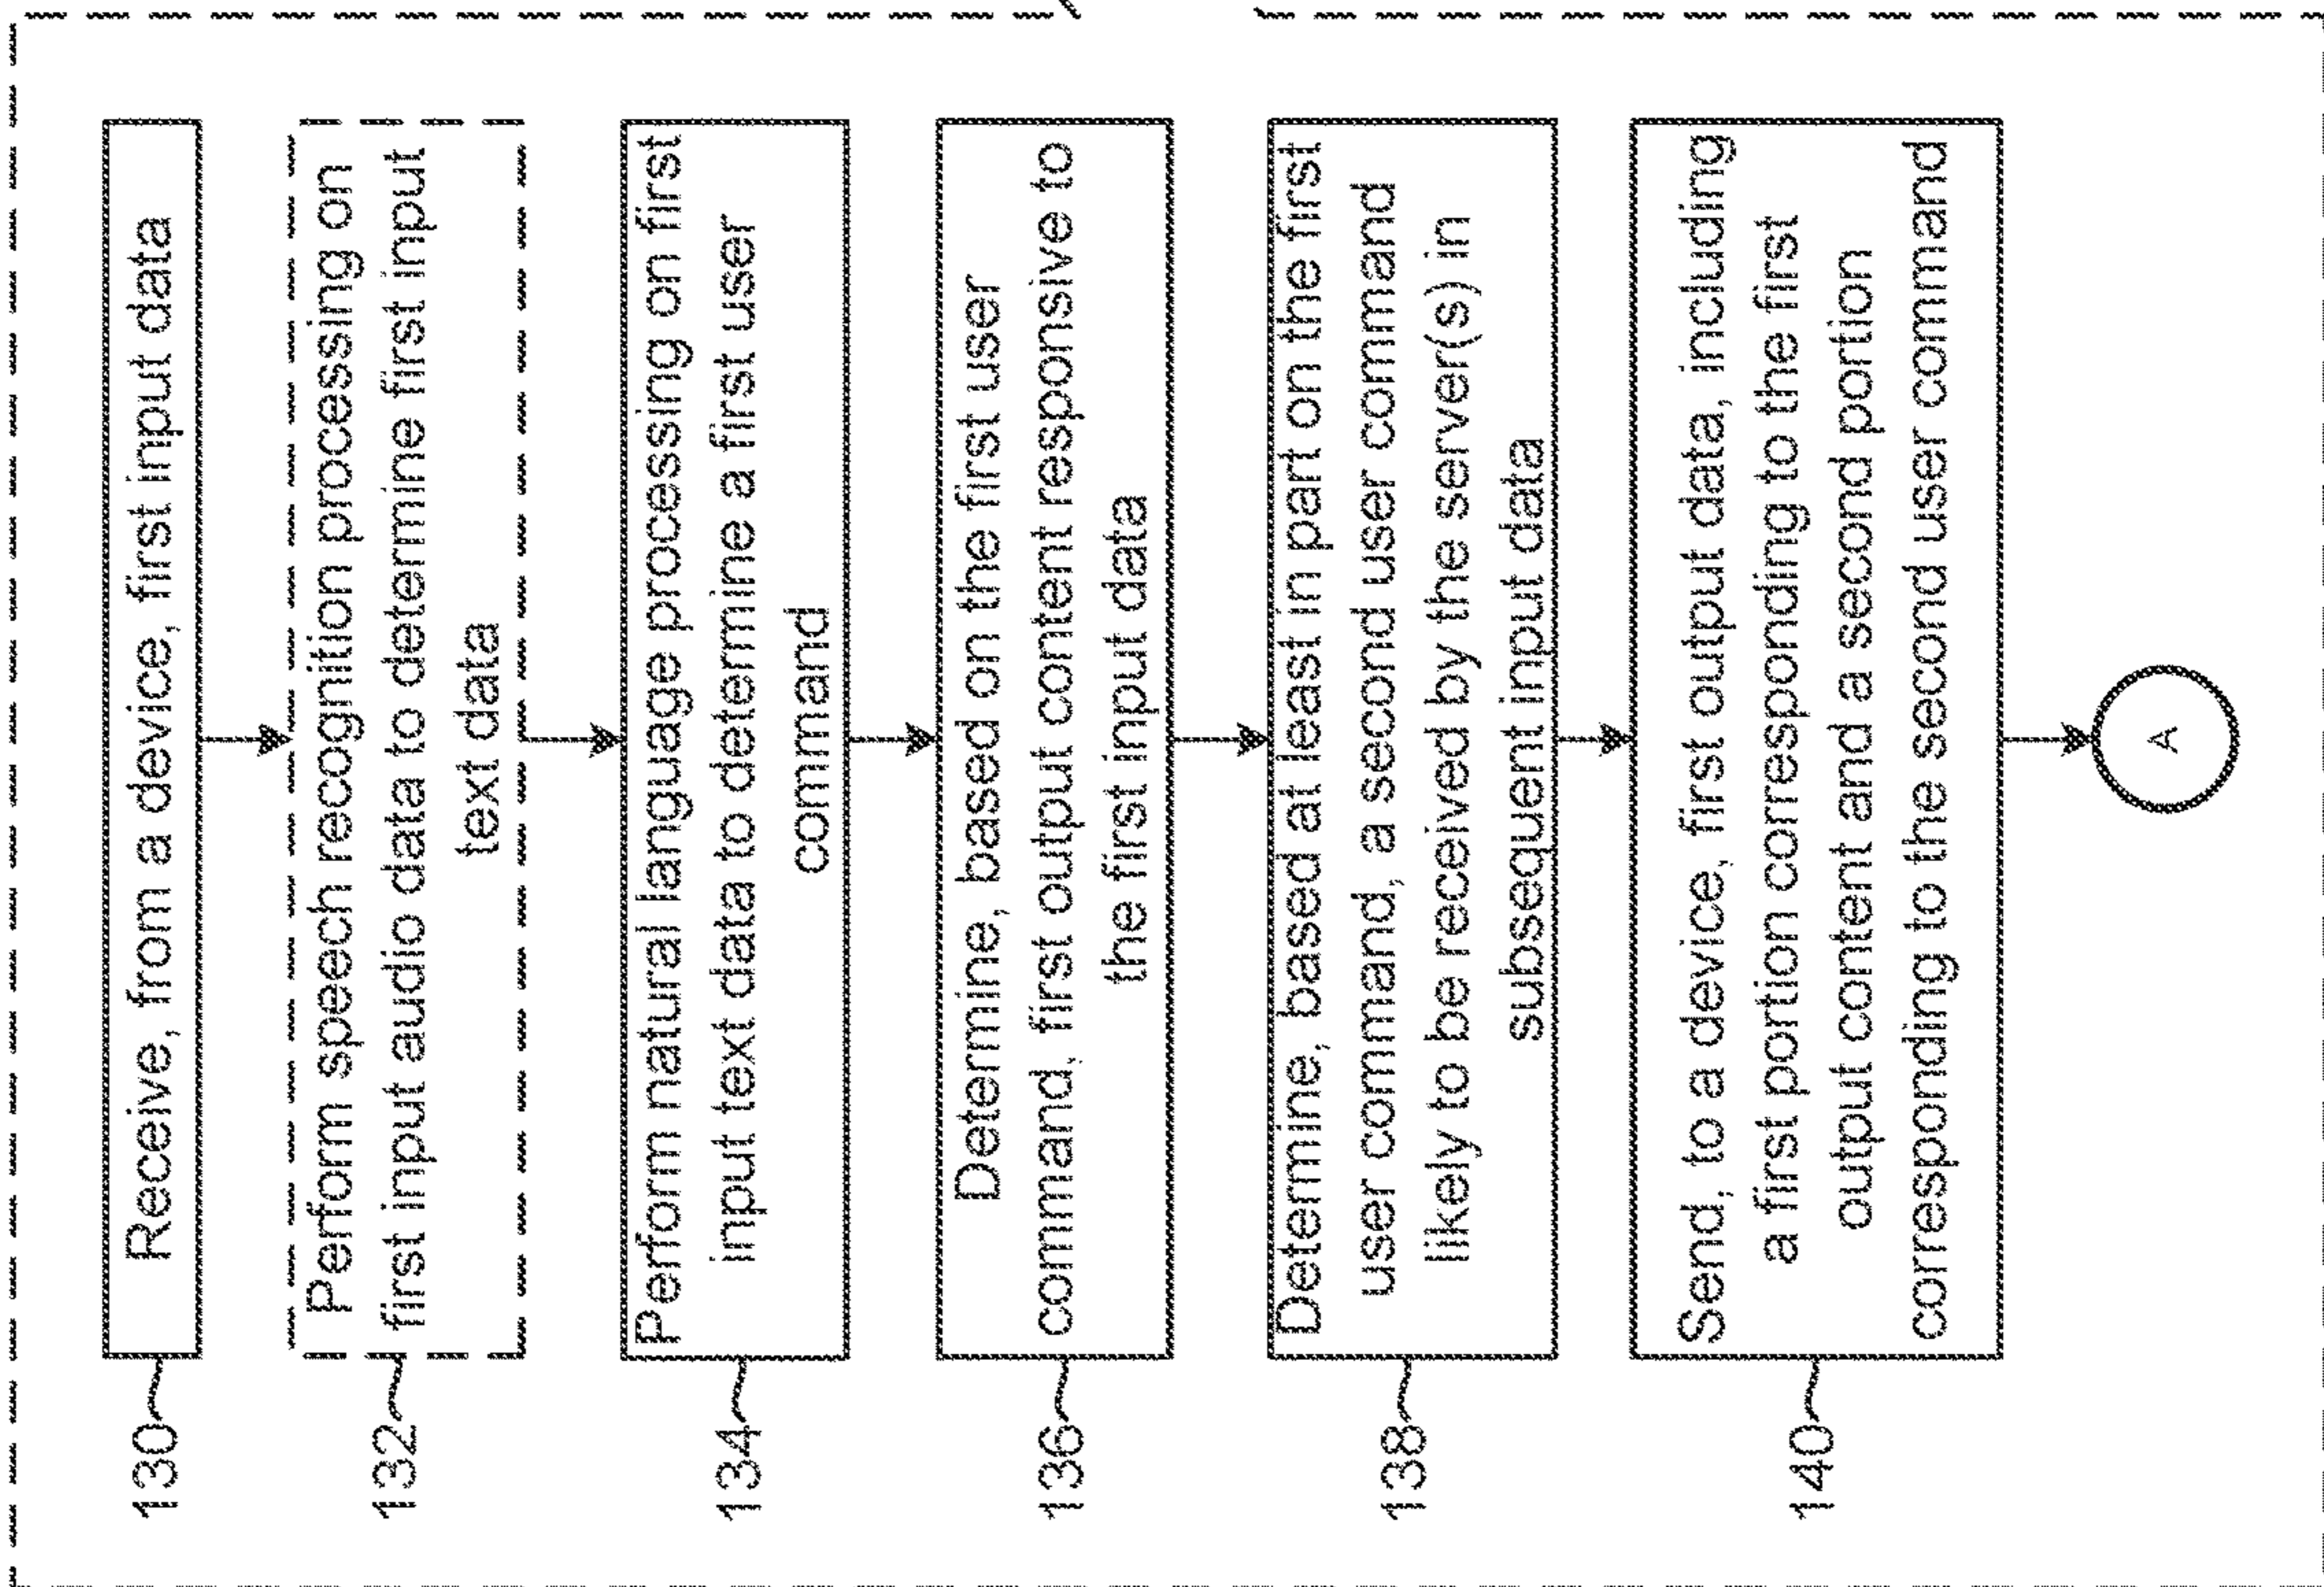 130
Receive, from a device, first input data
132
Perform speech recognition processing on
first input audio data to determine first input
text data
134
Perform natural language processing on first
input text data to determine a first user
command
136
Determine, based on the first user
command, first output content responsive to
the first input data
138
Determine, based at least in part on the first
user command, a second user command
likely to be received by the server(s) in
subsequent input data
140
Send, to a device, first output data, including
a first portion corresponding to the first
output content and a second portion
corresponding to the second user command
A